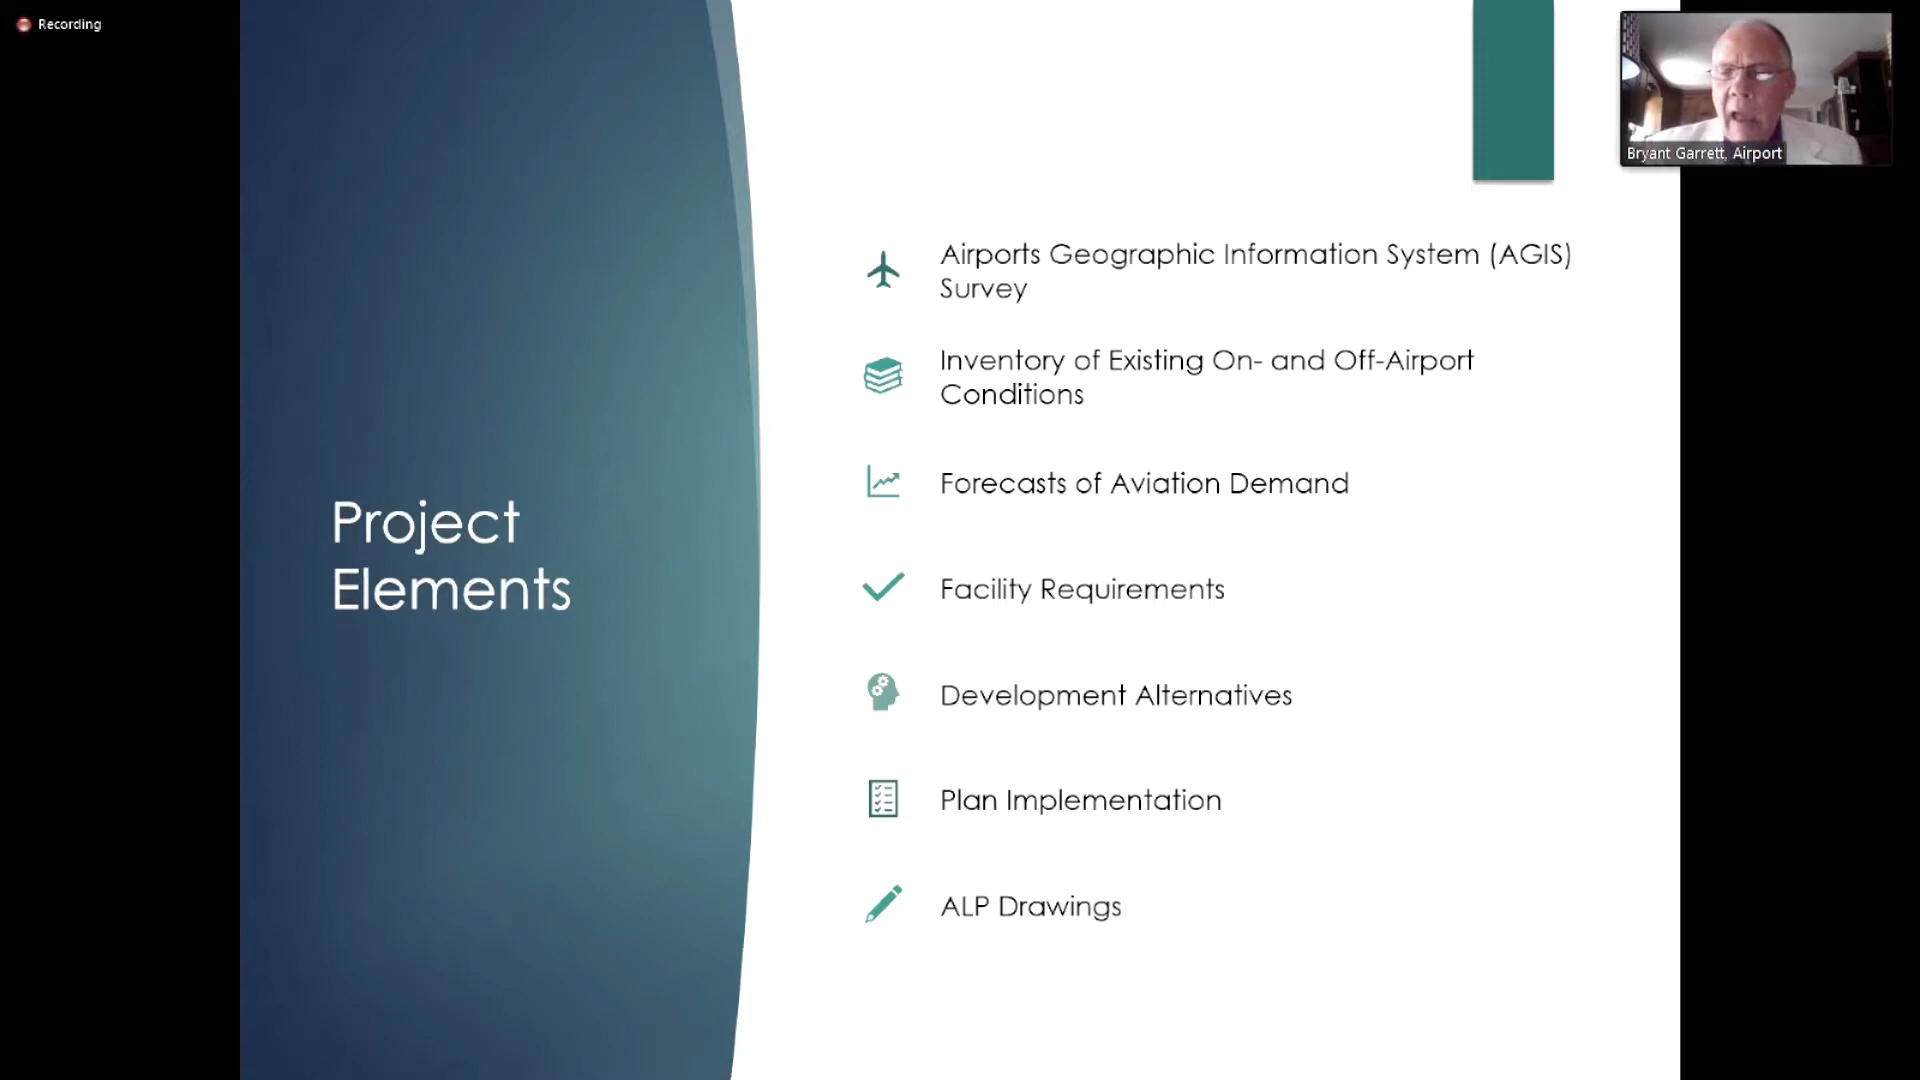 Recording
Bryant Garrett, Airport
Project
Elements
Airports Geographic Information System (AGIS)
Survey
Inventory of Existing On- and Off-Airport
Conditions
Forecasts of Aviation Demand
Facility Requirements
Development Alternatives
Plan Implementation
ALP Drawings